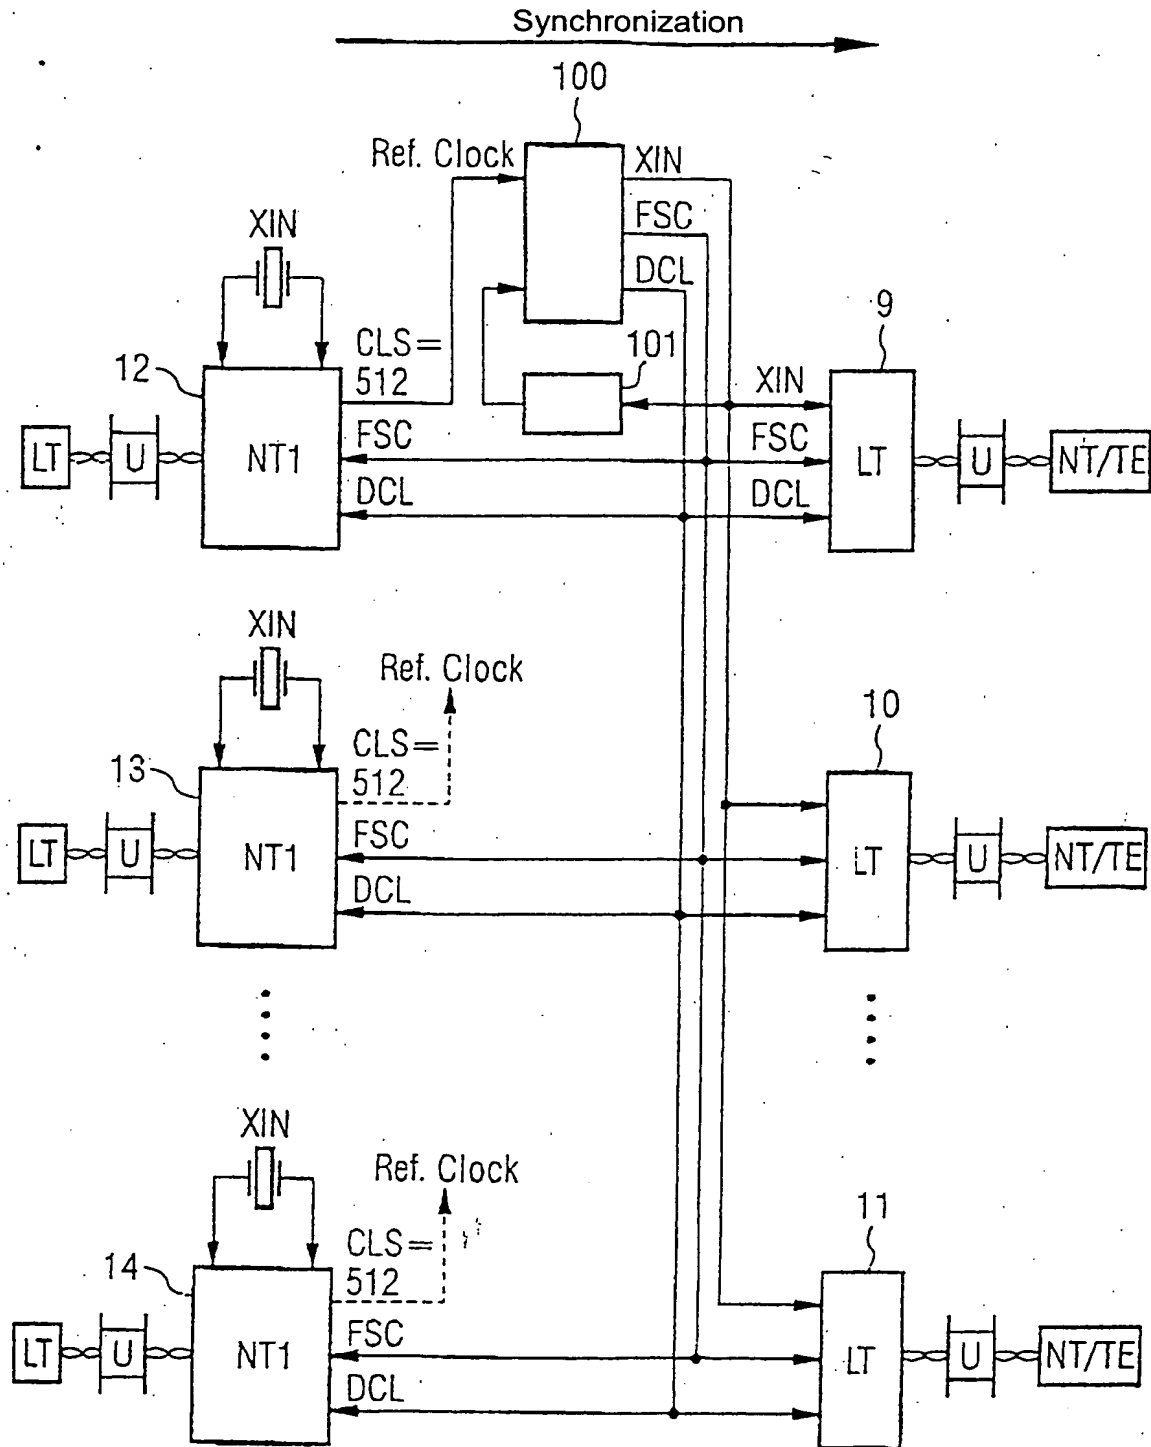 Synchronization
100
Ref. Clock
XIN
FSC
DCL
XIN
9
12
CLS=
512
101
XIN
LT
U
NT1
FSC
FSC
LT
U
NT/TE
DCL
DCL
XIN
Ref. Clock
10
13
CLS=
512
LT
U
NT1
FSC
LT
U
NT/TE
DCL
XIN
Ref. Clock
11
14
CLS=
512
LT
U
NT1
FSC
LT
U
NT/TE
DCL